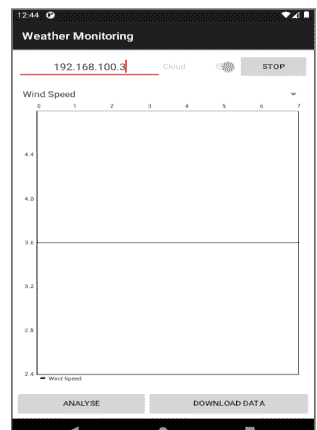 12:44
Weather Monitoring
192.168.100.3 Cloud STOP
Wind Speed
0 1 2 3 4 5 6 7
4.4
4.0
3.6
3.2
2.8
2.4
Wind Speed
ANALYSE DOWNLOAD DATA